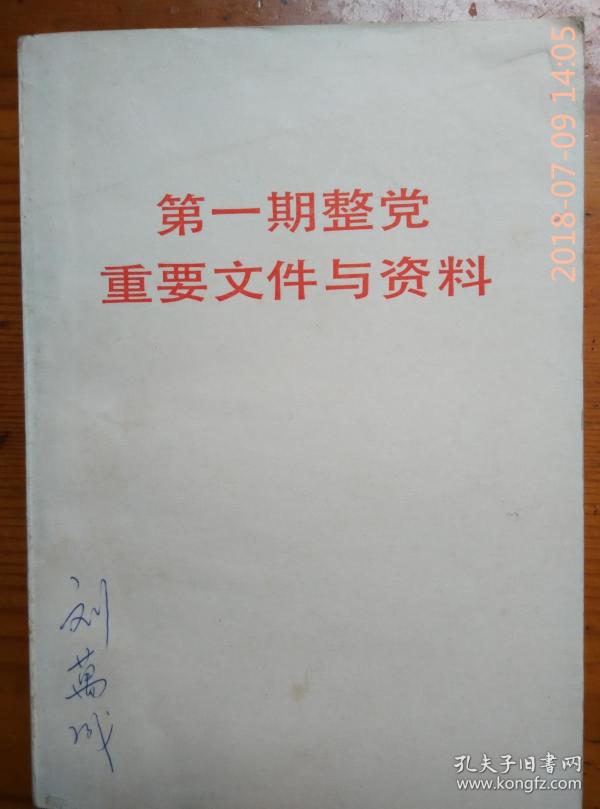 第一期整党
重要文件与资料
刘
萬
2018-07-09 14:05
孔夫子旧书网
www.kongfz.com